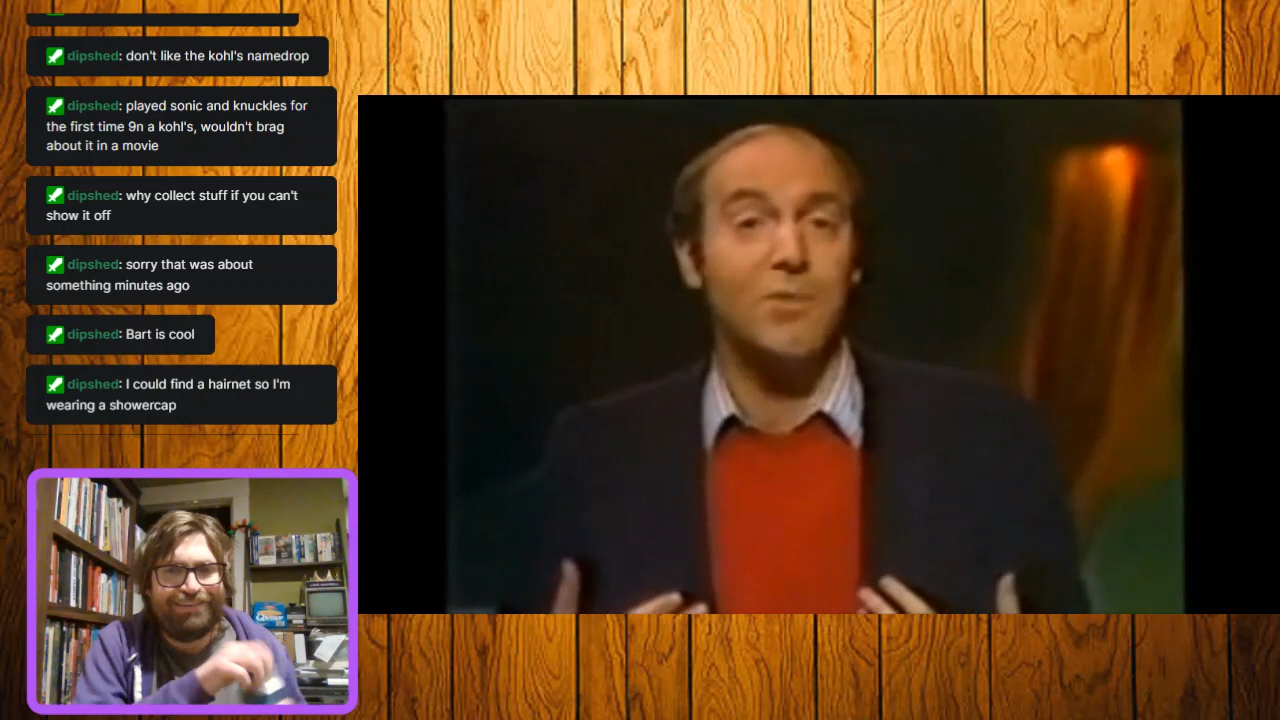 dipshed: don't like the kohl's namedrop
dipshed: played sonic and knuckles for
the first time 9n a kohl's, wouldn't brag
about it in a movie
dipshed: why collect stuff if you can't
show it off
dipshed: sorry that was about
something minutes ago
dipshed: Bart is cool
dipshed: I could find a hairnet so I'm
wearing a showercap